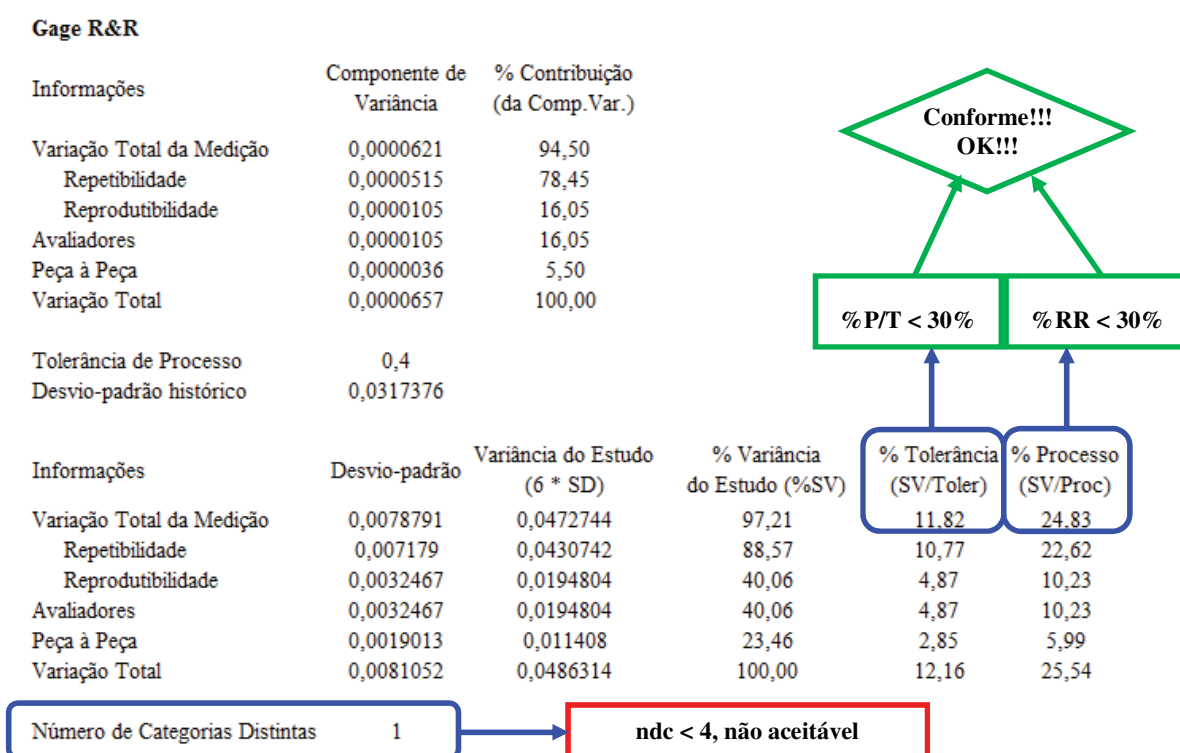 Gage R&R
Informações Componente de Variância % Contribuição (da Comp.Var.)
Variação Total da Medição 0,0000621 94,50
Repetibilidade 0,0000515 78,45
Reprodutibilidade 0,0000105 16,05
Avaliadores 0,0000105 16,05
Peça à Peça 0,0000036 5,50
Variação Total 0,0000657 100,00
Conforme!!!
OK!!!
%P/T < 30% %RR < 30%
Tolerância de Processo 0,4
Desvio-padrão histórico 0,0317376
Informações Desvio-padrão Variância do Estudo (6 * SD) % Variância do Estudo (%SV) % Tolerância (SV/Toler) % Processo (SV/Proc)
Variação Total da Medição 0,0078791 0,0472744 97,21 11,82 24,83
Repetibilidade 0,007179 0,0430742 88,57 10,77 22,62
Reprodutibilidade 0,0032467 0,0194804 40,06 4,87 10,23
Avaliadores 0,0032467 0,0194804 40,06 4,87 10,23
Peça à Peça 0,0019013 0,011408 23,46 2,85 5,99
Variação Total 0,0081052 0,0486314 100,00 12,16 25,54
Número de Categorias Distintas 1
ndc < 4, não aceitável